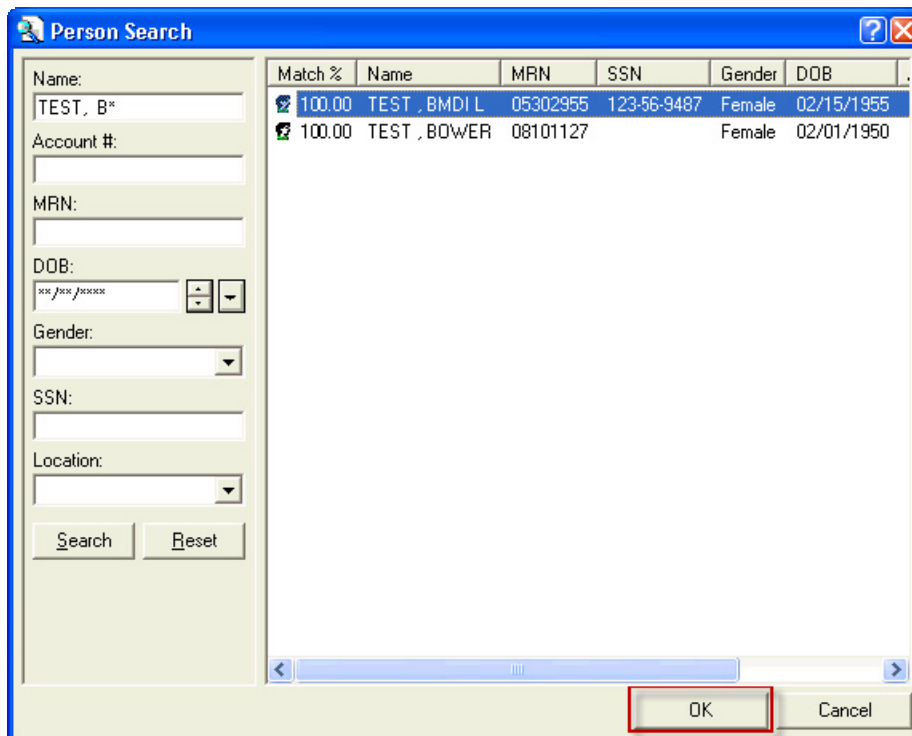 Person Search
Name:
TEST, B*
Account #:
MRN:
DOB:
**/**/****
Gender:
SSN:
Location:
Search Reset
Match % Name MRN SSN Gender DOB
100.00 TEST , BMDI L 05302955 123-56-9487 Female 02/15/1955
100.00 TEST , BOWER 08101127 Female 02/01/1950
OK Cancel